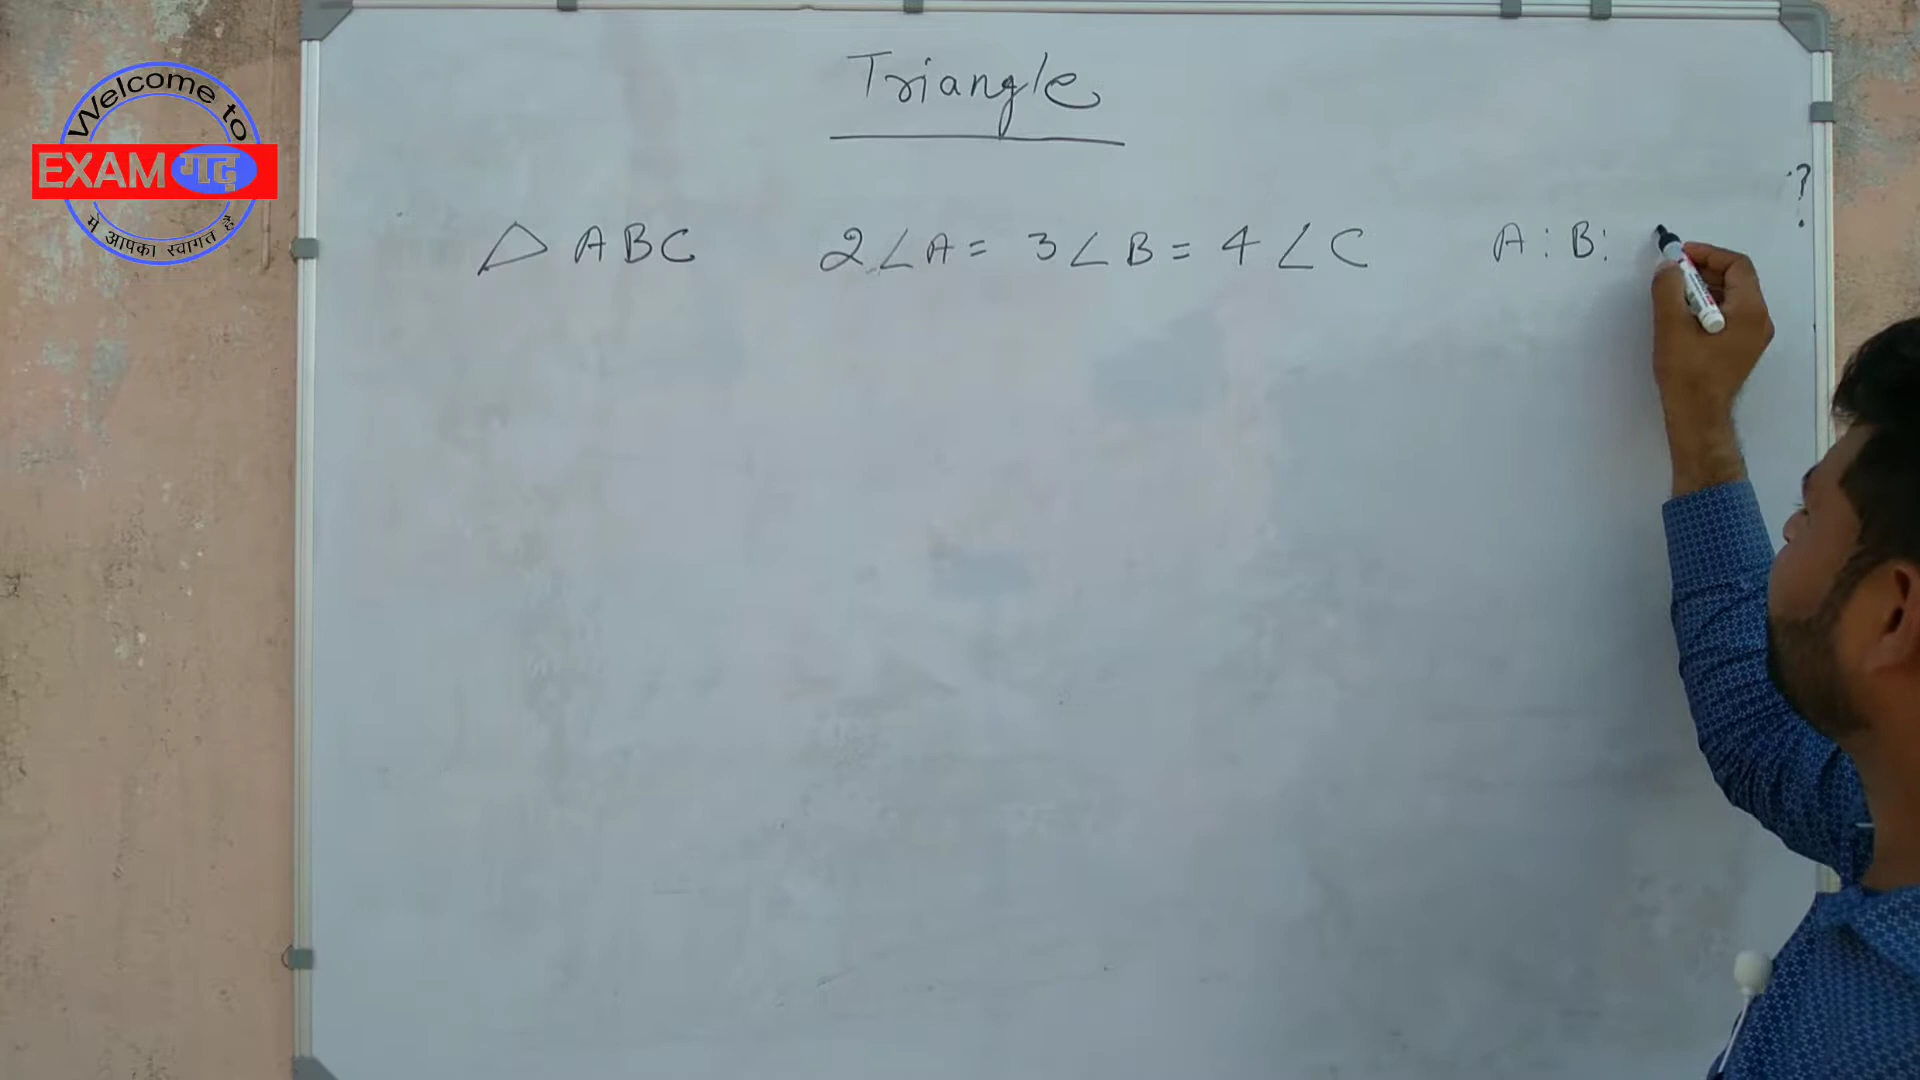 Welcome to
EXAM गढ़
मे आपका स्वागत है
Triangle
△ ABC 2∠A = 3∠B = 4∠C A : B : ?